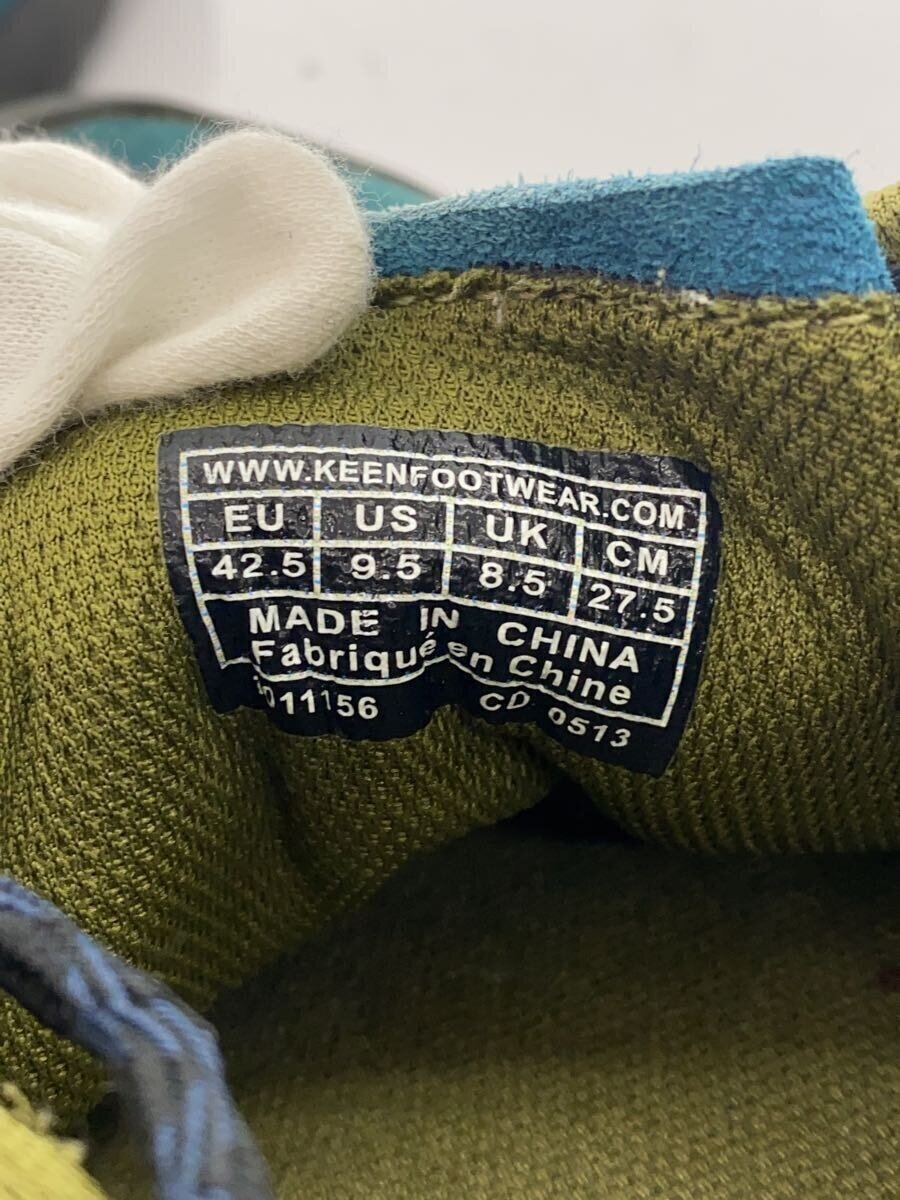 WWW.KEENFOOTWEAR.COM
EU US UK CM
42.5 9.5 8.5 27.5
MADE IN CHINA
Fabriqué en Chine
CD 0513